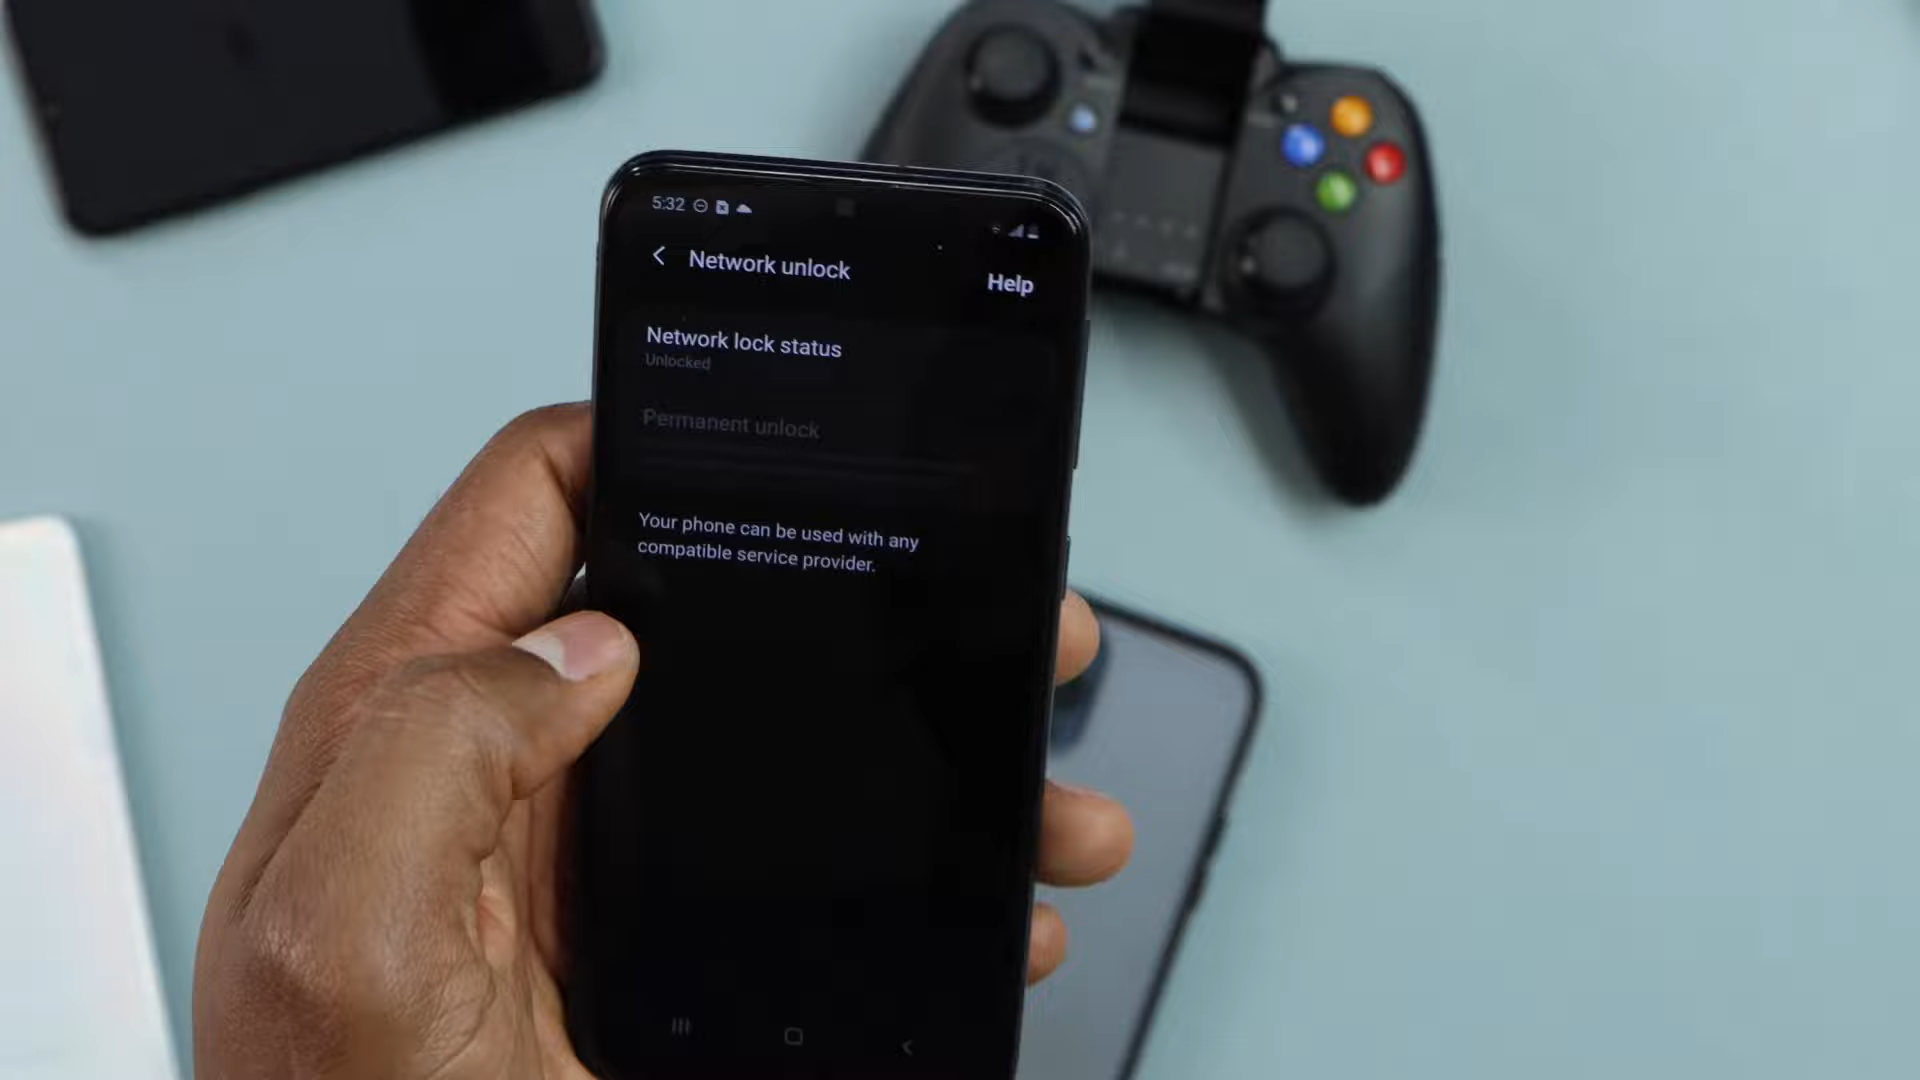 5:32
Network unlock
Help
Network lock status
Unlocked
Permanent unlock
Your phone can be used with any
compatible service provider.